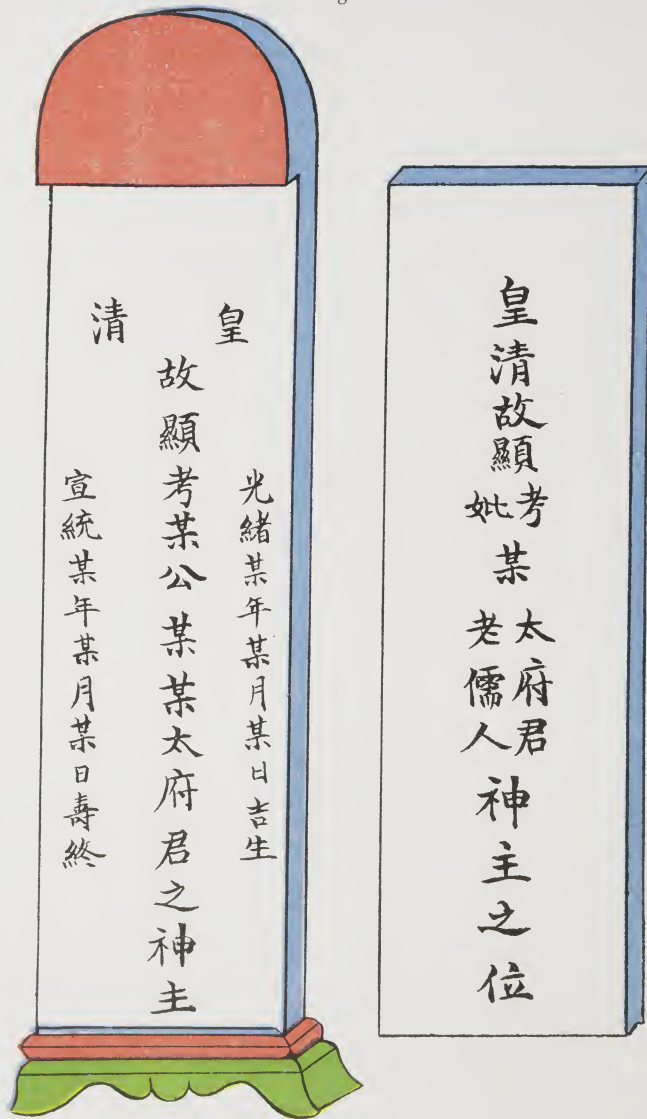 皇清
光緒某年某月某日吉生
故顯考某公某某太府君之神主
宣統某年某月某日壽終
皇清故顯
考
妣
某
太府君
老儒人
神主之位